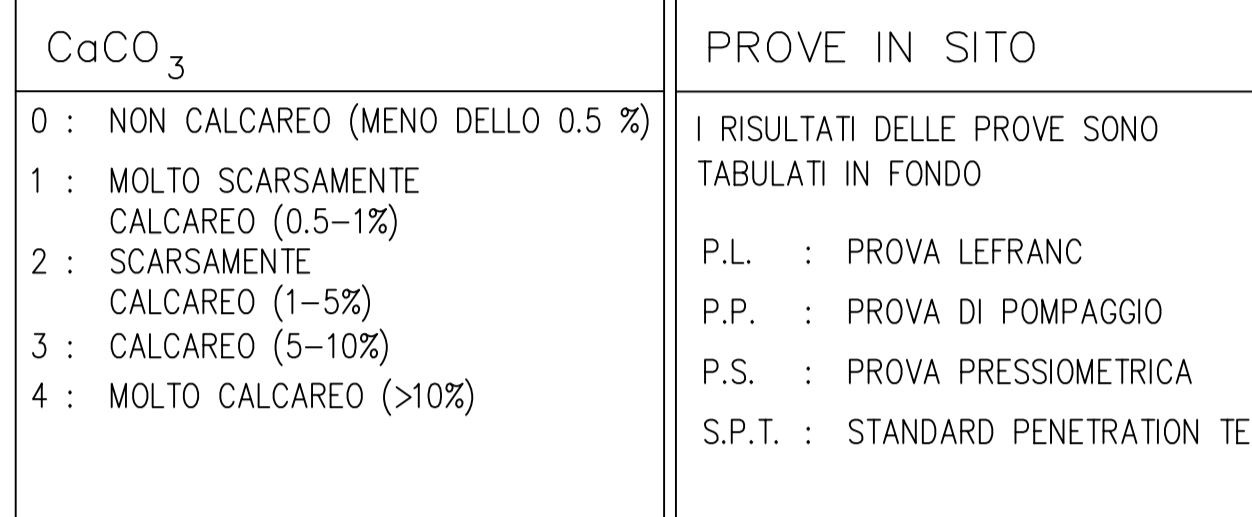 CaCO3
0 : NON CALCAREO (MENO DELLO 0.5 %)
1 : MOLTO SCARSAMENTE
CALCAREO (0.5–1%)
2 : SCARSAMENTE
CALCAREO (1–5%)
3 : CALCAREO (5–10%)
4 : MOLTO CALCAREO (>10%)
PROVE IN SITO
I RISULTATI DELLE PROVE SONO
TABULATI IN FONDO
P.L. : PROVA LEFRANC
P.P. : PROVA DI POMPAGGIO
P.S. : PROVA PRESSIOMETRICA
S.P.T. : STANDARD PENETRATION TE